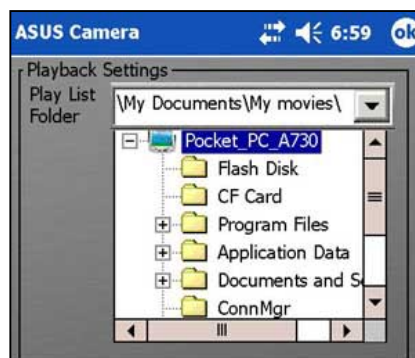 ASUS Camera 6:59 ok
Playback Settings
Play List Folder
\My Documents\My movies\
Pocket_PC_A730
Flash Disk
CF Card
Program Files
Application Data
Documents and S
ConnMgr